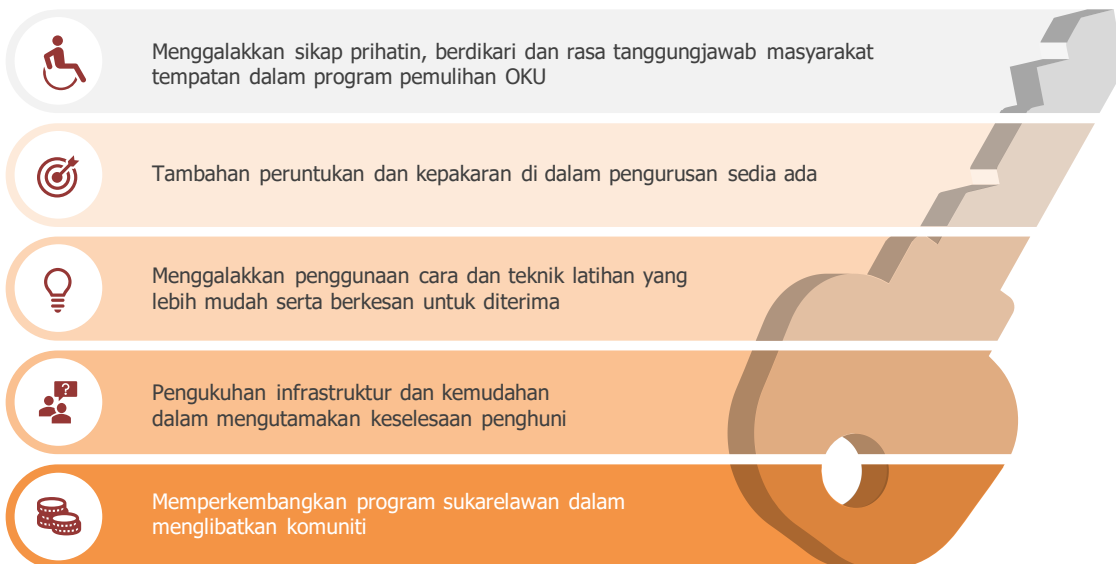 Menggalakkan sikap prihatin, berdikari dan rasa tanggungjawab masyarakat
tempatan dalam program pemulihan OKU
Tambahan peruntukan dan kepakaran di dalam pengurusan sedia ada
Menggalakkan penggunaan cara dan teknik latihan yang
lebih mudah serta berkesan untuk diterima
?
Pengukuhan infrastruktur dan kemudahan
dalam mengutamakan keselesaan penghuni
Memperkembangkan program sukarelawan dalam
menglibatkan komuniti